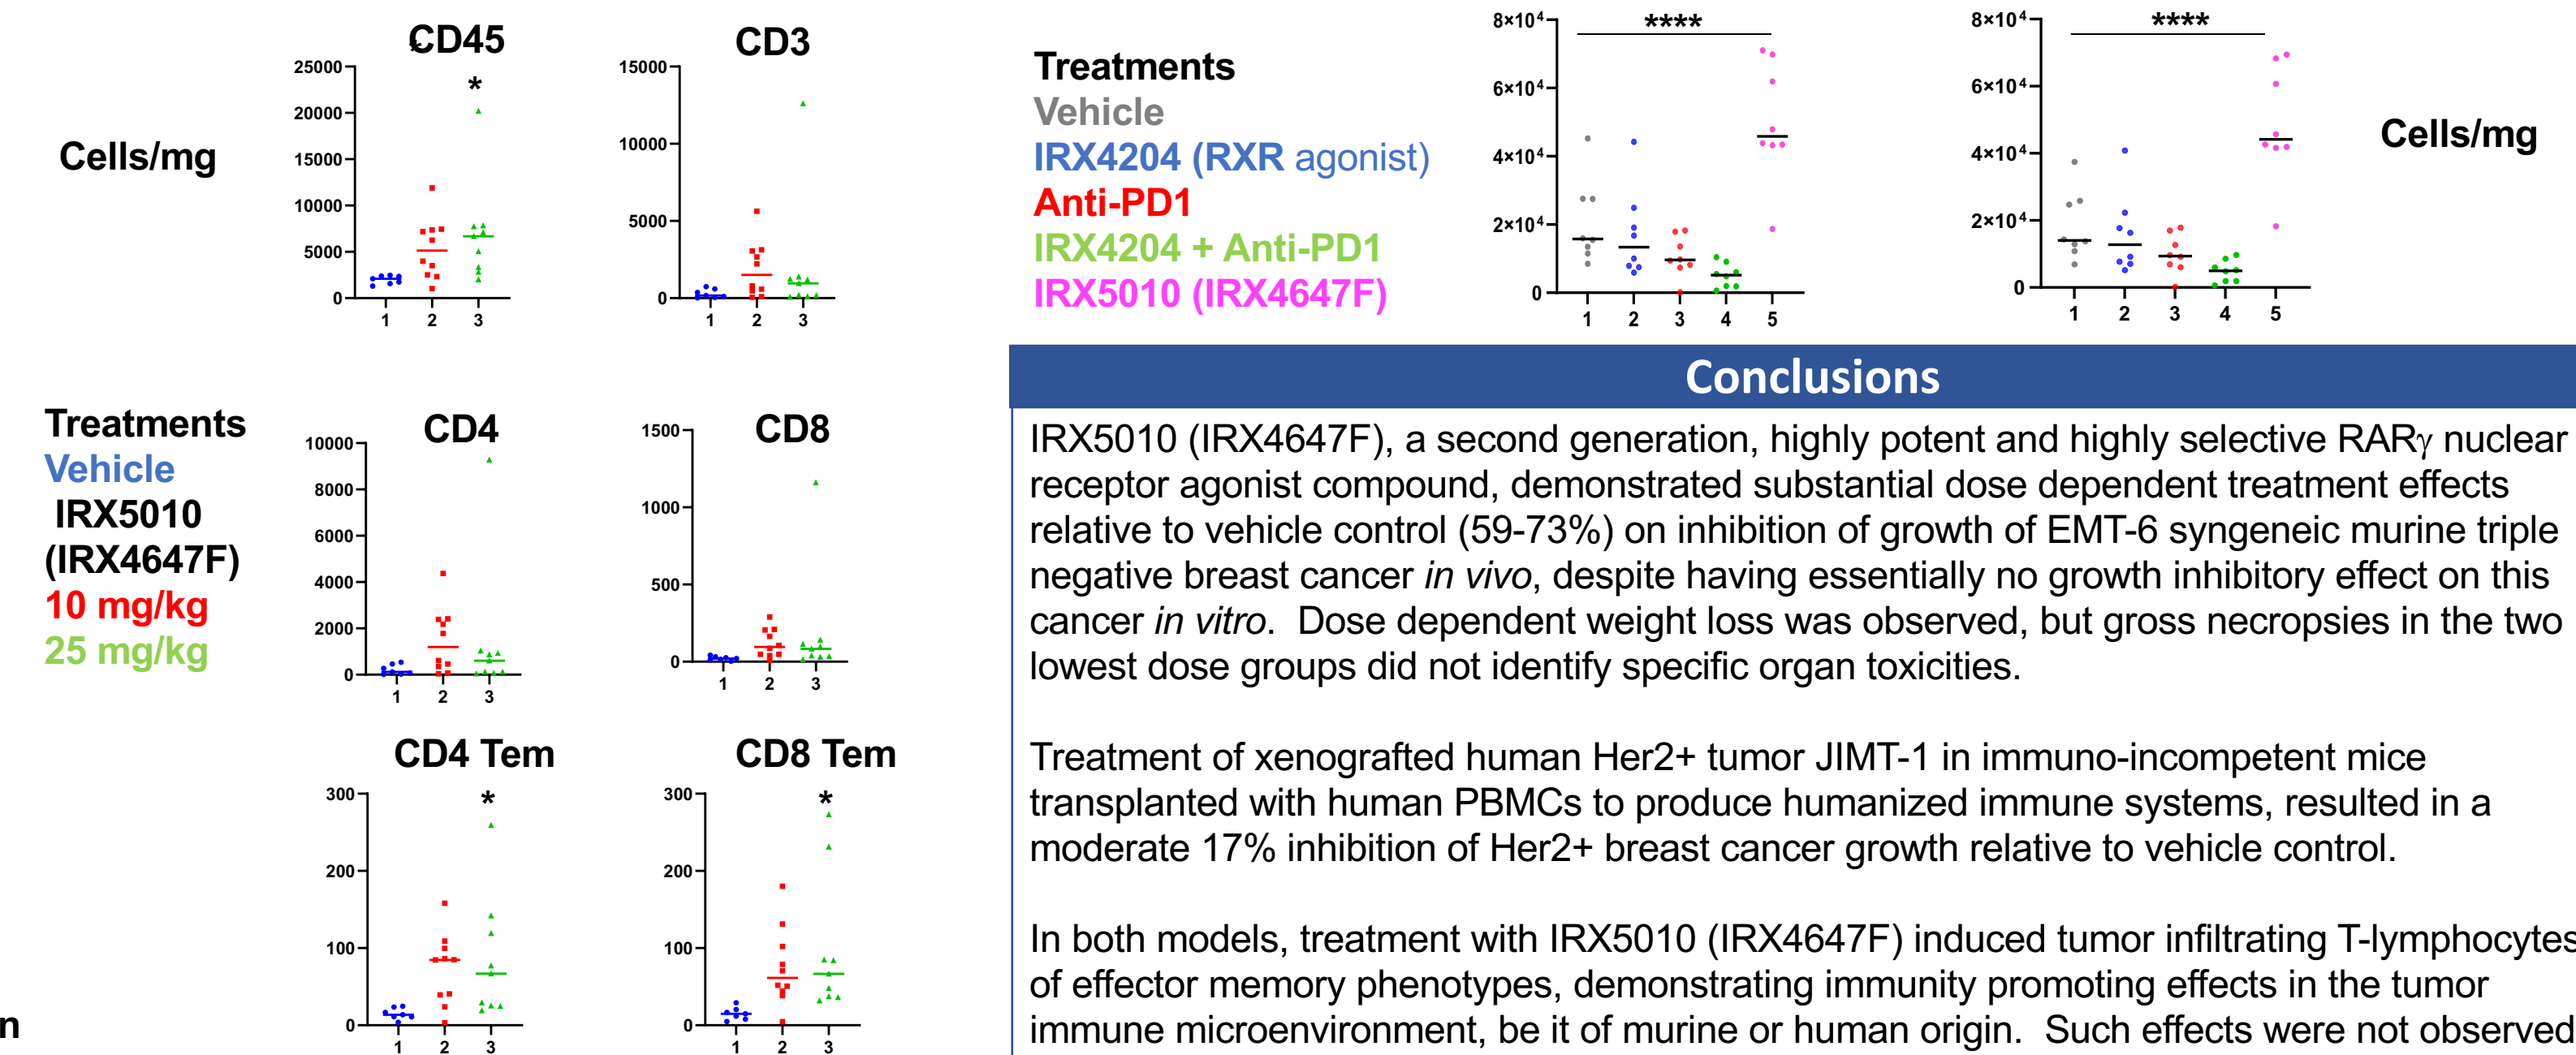 CD45
*
*
25000
20000
15000
10000
5000
0
1 2 3
CD3
15000
10000
5000
0
1 2 3
Cells/mg
Treatments
Vehicle
IRX5010
(IRX4647F)
10 mg/kg
25 mg/kg
CD4
10000
8000
6000
4000
2000
0
1 2 3
CD8
1500
1000
500
0
1 2 3
CD4 Tem
*
300
200
100
0
1 2 3
CD8 Tem
*
300
200
100
0
1 2 3
n
Treatments
Vehicle
IRX4204 (RXR agonist)
Anti-PD1
IRX4204 + Anti-PD1
IRX5010 (IRX4647F)
****
8×10⁴
6×10⁴
4×10⁴
2×10⁴
0
1 2 3 4 5
****
8×10⁴
6×10⁴
4×10⁴
2×10⁴
0
1 2 3 4 5
Cells/mg
Conclusions
IRX5010 (IRX4647F), a second generation, highly potent and highly selective RARγ nuclear
receptor agonist compound, demonstrated substantial dose dependent treatment effects
relative to vehicle control (59-73%) on inhibition of growth of EMT-6 syngeneic murine triple
negative breast cancer in vivo, despite having essentially no growth inhibitory effect on this
cancer in vitro. Dose dependent weight loss was observed, but gross necropsies in the two
lowest dose groups did not identify specific organ toxicities.
Treatment of xenografted human Her2+ tumor JIMT-1 in immuno-incompetent mice
transplanted with human PBMCs to produce humanized immune systems, resulted in a
moderate 17% inhibition of Her2+ breast cancer growth relative to vehicle control.
In both models, treatment with IRX5010 (IRX4647F) induced tumor infiltrating T-lymphocytes
of effector memory phenotypes, demonstrating immunity promoting effects in the tumor
immune microenvironment, be it of murine or human origin. Such effects were not observed